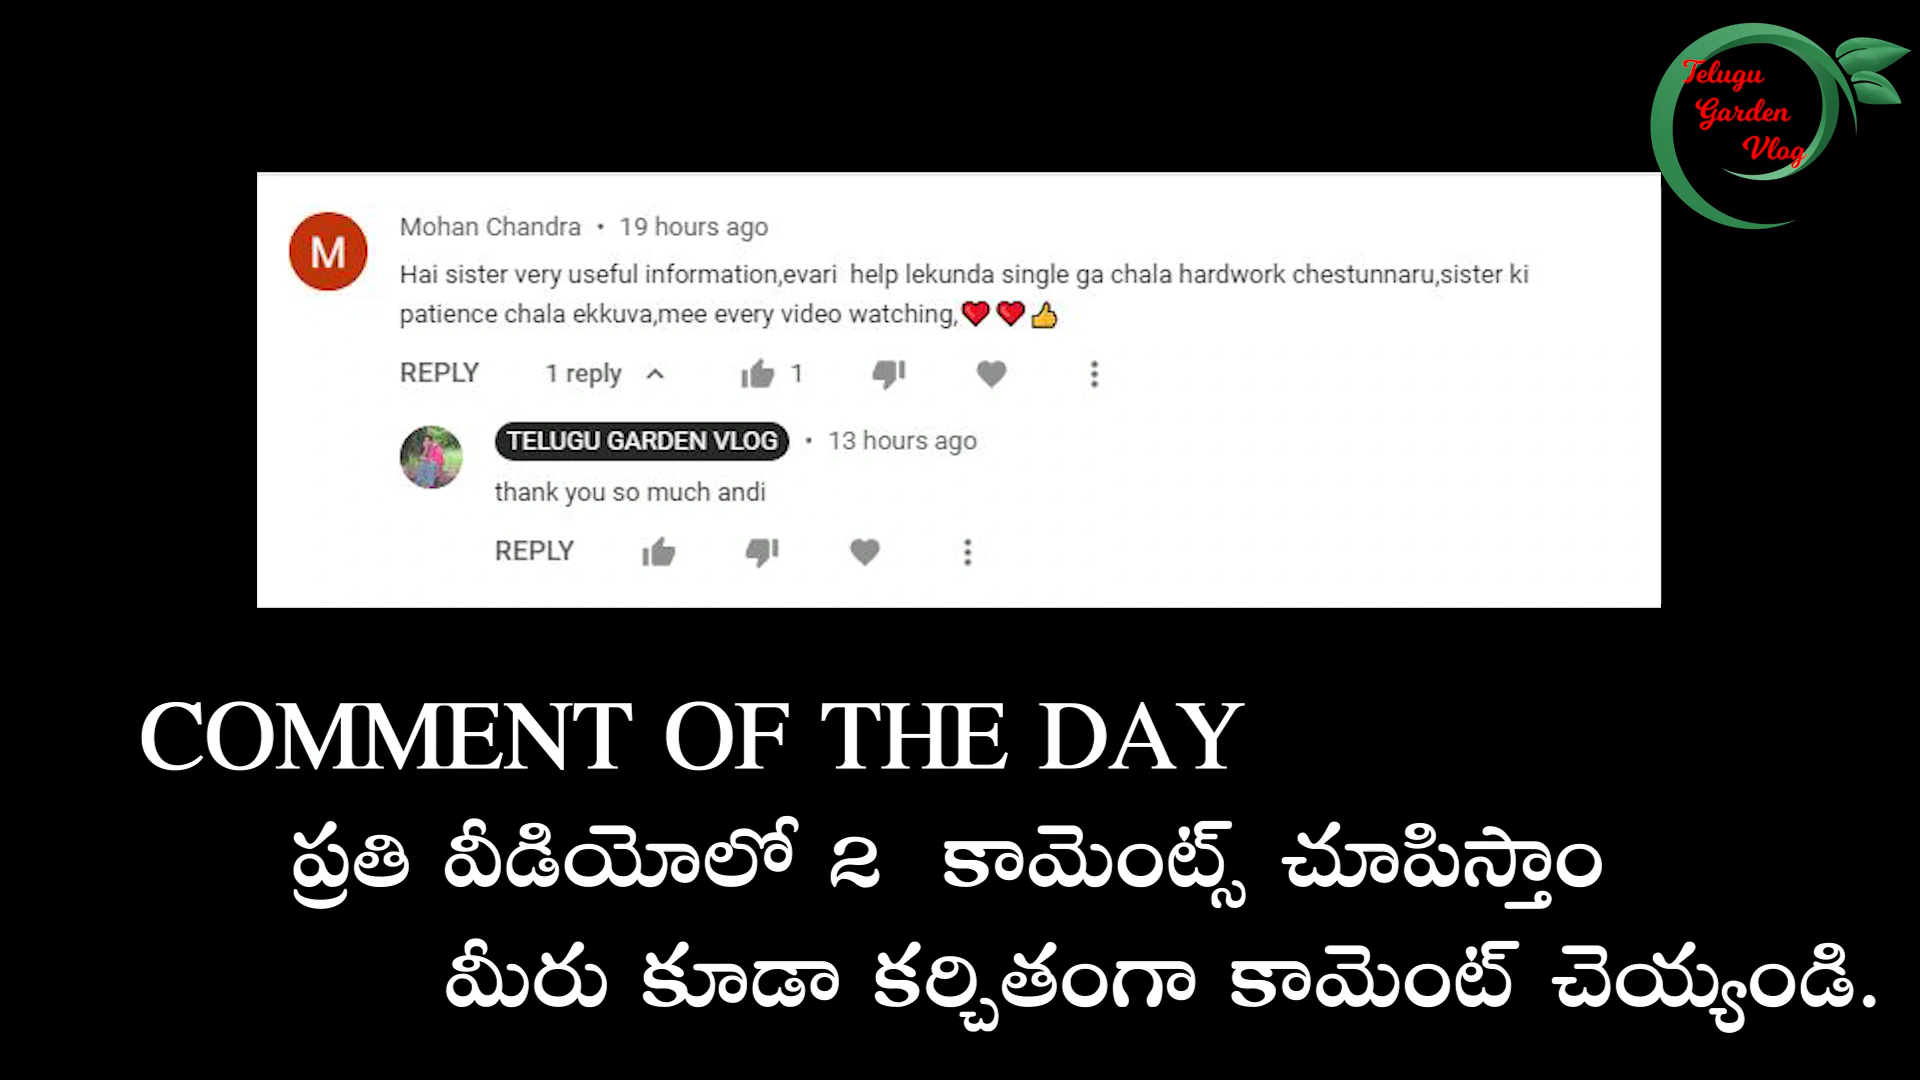 Telugu
Garden
Vlog
M
Mohan Chandra • 19 hours ago
Hai sister very useful information,evari help lekunda single ga chala hardwork chestunnaru,sister ki
patience chala ekkuva,mee every video watching,❤❤👍
REPLY 1 reply 1
TELUGU GARDEN VLOG • 13 hours ago
thank you so much andi
REPLY
COMMENT OF THE DAY
ప్రతి వీడియోలో ౨ కామెంట్స్ చూపిస్తాం
మీరు కూడా కర్చితంగా కామెంట్ చెయ్యండి.